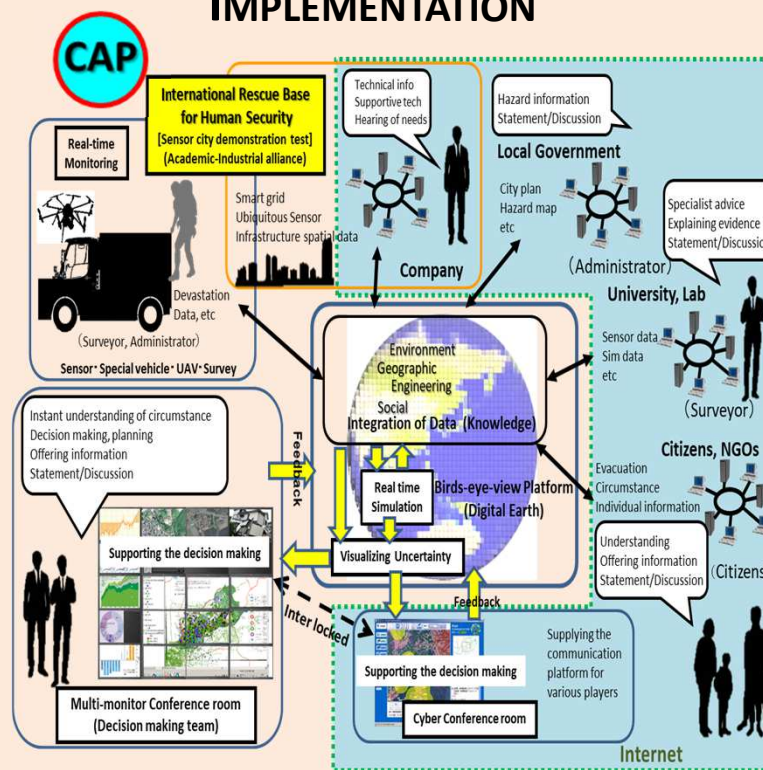 IMPLEMENTATION
CAP
International Rescue Base
for Human Security
[Sensor city demonstration test]
(Academic-Industrial alliance)
Real-time
Monitoring
Devastation
Data, etc
(Surveyor, Administrator)
Sensor・Special vehicle・UAV・Survey
Smart grid
Ubiquitous Sensor
Infrastructure spatial data
Technical info
Supportive tech
Hearing of needs
Company
Hazard information
Statement/Discussion
Local Government
City plan
Hazard map
etc
(Administrator)
Specialist advice
Explaining evidence
Statement/Discussio
University, Lab
Sensor data
Sim data
etc
(Surveyor)
Citizens, NGOs
Evacuation
Circumstance
Individual information
(Citizens
Understanding
Offering information
Statement/Discussion
Environment
Geographic
Engineering
Social
Integration of Data (Knowledge)
Real time
Simulation
Birds-eye-view Platform
(Digital Earth)
Visualizing Uncertainty
Feedback
Instant understanding of circumstance
Decision making, planning
Offering information
Statement/Discussion
Supporting the decision making
Multi-monitor Conference room
(Decision making team)
Inter locked
Feedback
Supporting the decision making
Cyber Conference room
Supplying the
communication
platform for
various players
Internet